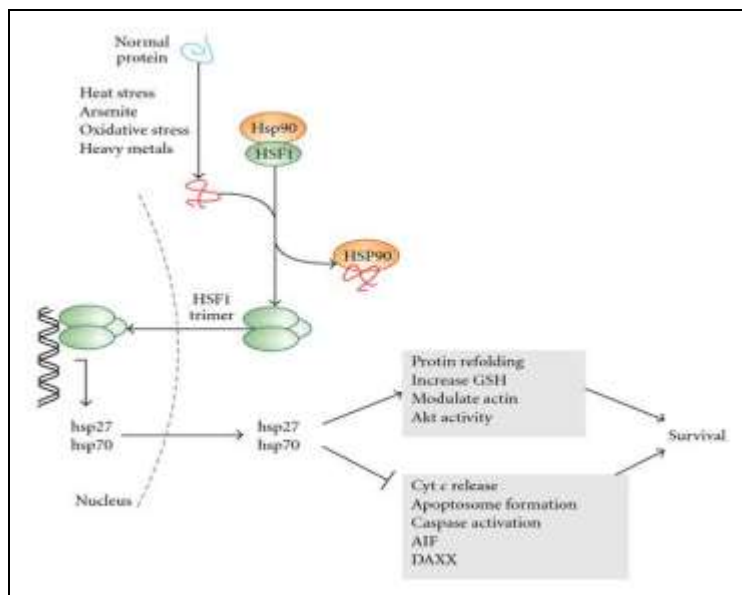 Normal
protein
Heat stress
Arsenite
Oxidative stress
Heavy metals
Hsp90
HSF1
HSP90
HSF1
trimer
Protin refolding
Increase GSH
Modulate actin
Akt activity
hsp27
hsp70
hsp27
hsp70
Survival
Nucleus
Cyt c release
Apoptosome formation
Caspase activation
AIF
DAXX